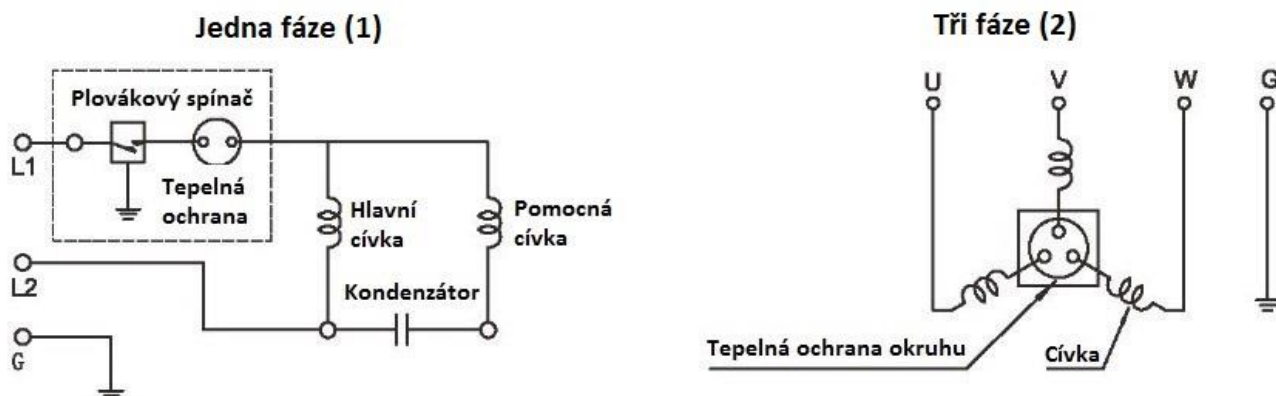 Jedna fáze (1)
Plovákový spínač
L1
Tepelná
ochrana
Hlavní
cívka
Pomocná
cívka
L2
Kondenzátor
G
Tři fáze (2)
U V W G
Tepelná ochrana okruhu
Cívka